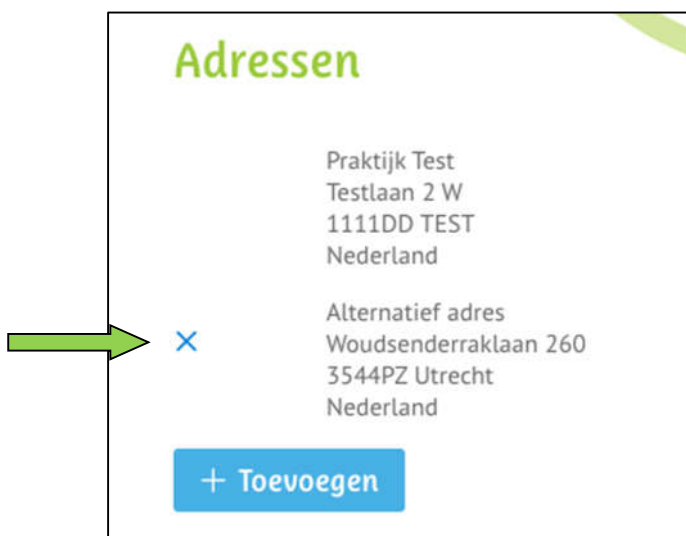 Adressen
Praktijk Test
Testlaan 2 W
1111DD TEST
Nederland
Alternatief adres
Woudsenderraklaan 260
3544PZ Utrecht
Nederland
+ Toevoegen